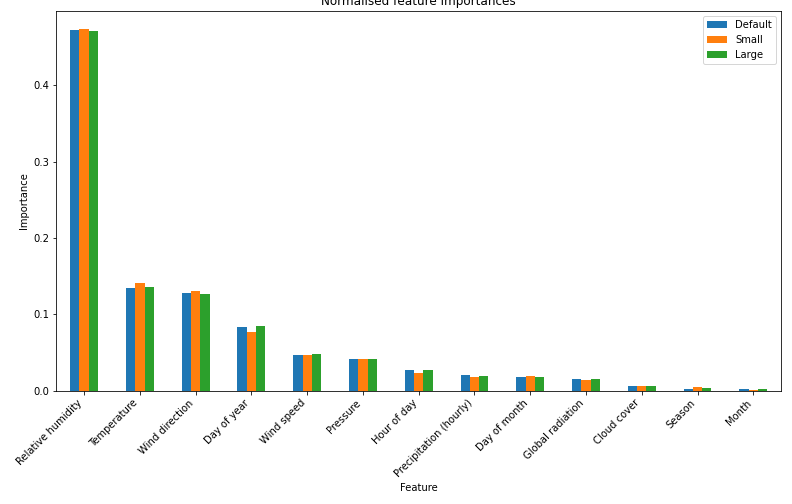 Normalised feature importances
Default
Small
Large
Importance
0.4
0.3
0.2
0.1
0.0
Relative humidity
Temperature
Wind direction
Day of year
Wind speed
Pressure
Hour of day
Precipitation (hourly)
Day of month
Global radiation
Cloud cover
Season
Month
Feature